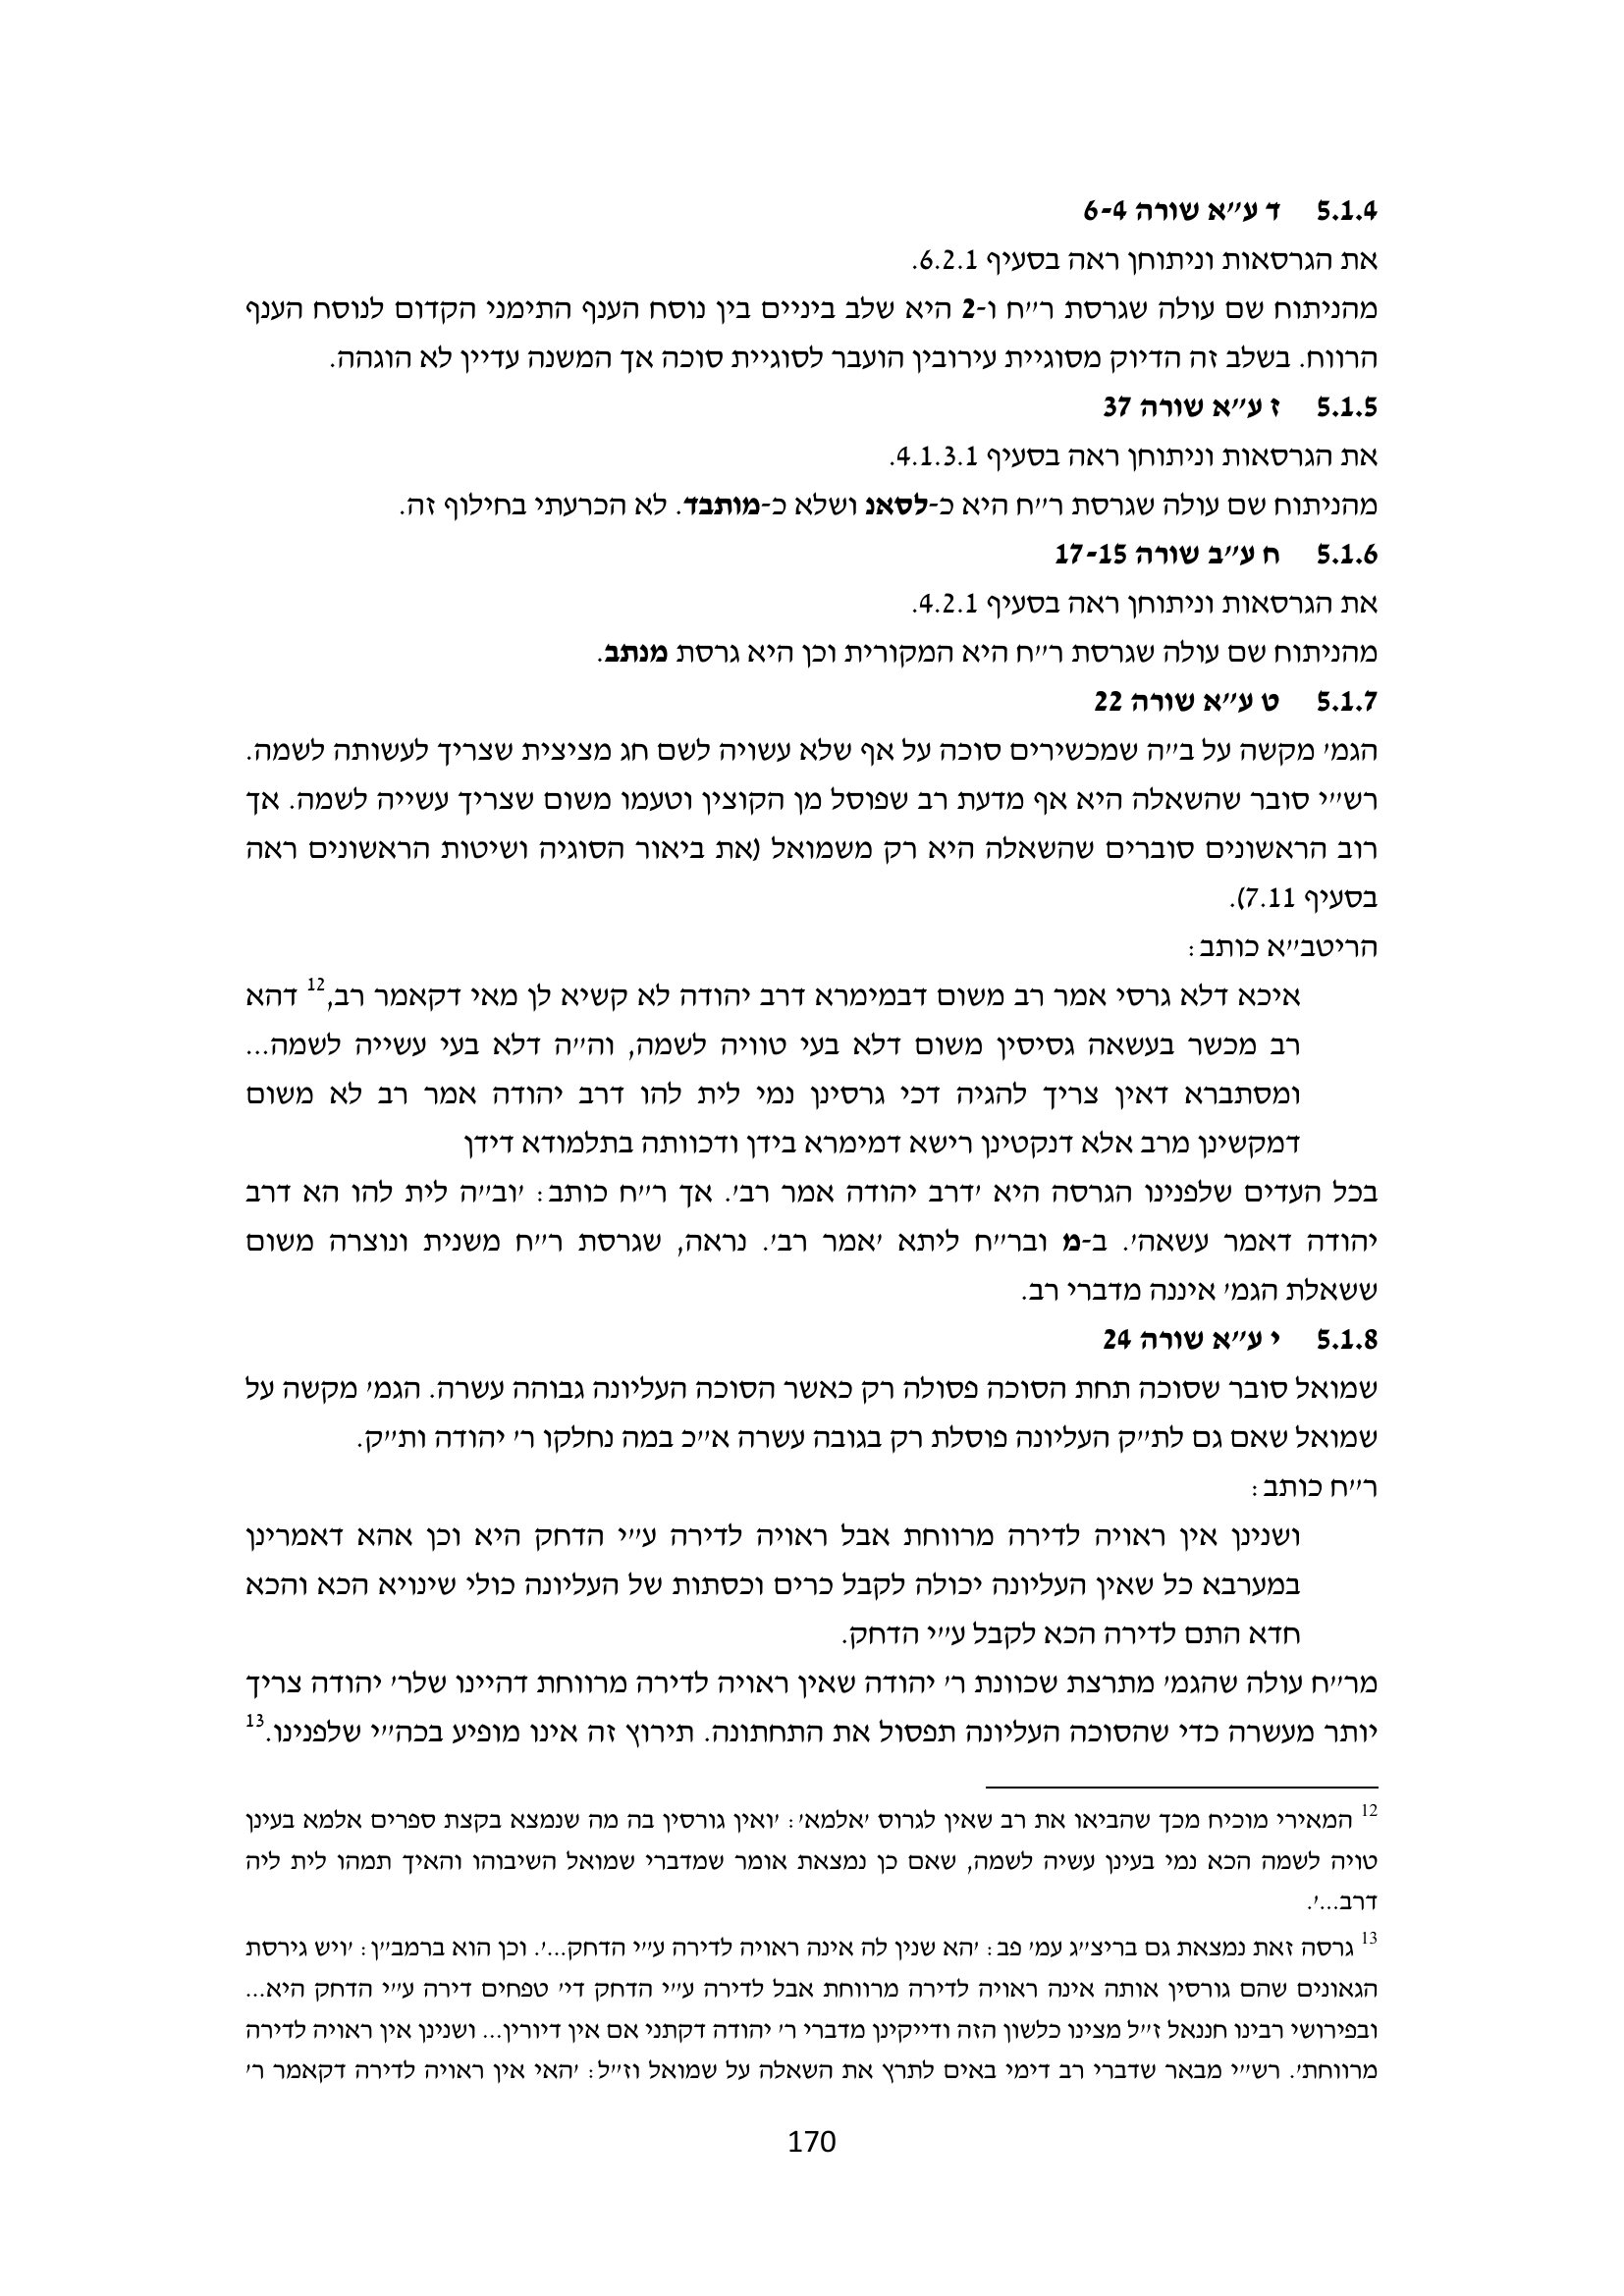 5.1.4 ד ע״א שורה 6-4
את הגרסאות וניתוחן ראה בסעיף 6.2.1.
מהניתוח שם עולה שגרסת ר״ח ו-2 היא שלב ביניים בין נוסח הענף התימני הקדום לנוסח הענף
הרווח. בשלב זה הדיוק מסוגיית עירובין הועבר לסוגיית סוכה אך המשנה עדיין לא הוגהה.
5.1.5 ז ע״א שורה 37
את הגרסאות וניתוחן ראה בסעיף 4.1.3.1.
מהניתוח שם עולה שגרסת ר״ח היא כ-לסאנ ושלא כ-מותבד. לא הכרעתי בחילוף זה.
5.1.6 ח ע״ב שורה 17-15
את הגרסאות וניתוחן ראה בסעיף 4.2.1.
מהניתוח שם עולה שגרסת ר״ח היא המקורית וכן היא גרסת מנתב.
5.1.7 ט ע״א שורה 22
הגמ׳ מקשה על ב״ה שמכשירים סוכה על אף שלא עשויה לשם חג מציצית שצריך לעשותה לשמה.
רש״י סובר שהשאלה היא אף מדעת רב שפוסל מן הקוצין וטעמו משום שצריך עשייה לשמה. אך
רוב הראשונים סוברים שהשאלה היא רק משמואל (את ביאור הסוגיה ושיטות הראשונים ראה
בסעיף 7.11).
הריטב״א כותב:
איכא דלא גרסי אמר רב משום דבמימרא דרב יהודה לא קשיא לן מאי דקאמר רב,12 דהא
רב מכשר בעשאה גסיסין משום דלא בעי טוויה לשמה, וה״ה דלא בעי עשייה לשמה...
ומסתברא דאין צריך להגיה דכי גרסינן נמי לית להו דרב יהודה אמר רב לא משום
דמקשינן מרב אלא דנקטינן רישא דמימרא בידן ודכוותה בתלמודא דידן
בכל העדים שלפנינו הגרסה היא ׳דרב יהודה אמר רב׳. אך ר״ח כותב: ׳וב״ה לית להו הא דרב
יהודה דאמר עשאה׳. ב-מ ובר״ח ליתא ׳אמר רב׳. נראה, שגרסת ר״ח משנית ונוצרה משום
ששאלת הגמ׳ איננה מדברי רב.
5.1.8 י ע״א שורה 24
שמואל סובר שסוכה תחת הסוכה פסולה רק כאשר הסוכה העליונה גבוהה עשרה. הגמ׳ מקשה על
שמואל שאם גם לת״ק העליונה פוסלת רק בגובה עשרה א״כ במה נחלקו ר׳ יהודה ות״ק.
ר״ח כותב:
ושנינן אין ראויה לדירה מרווחת אבל ראויה לדירה ע״י הדחק היא וכן אהא דאמרינן
במערבא כל שאין העליונה יכולה לקבל כרים וכסתות של העליונה כולי שינויא הכא והכא
חדא התם לדירה הכא לקבל ע״י הדחק.
מר״ח עולה שהגמ׳ מתרצת שכוונת ר׳ יהודה שאין ראויה לדירה מרווחת דהיינו שלר׳ יהודה צריך
יותר מעשרה כדי שהסוכה העליונה תפסול את התחתונה. תירוץ זה אינו מופיע בכה״י שלפנינו.13
12 המאירי מוכיח מכך שהביאו את רב שאין לגרוס ׳אלמא׳: ׳ואין גורסין בה מה שנמצא בקצת ספרים אלמא בעינן
טויה לשמה הכא נמי בעינן עשיה לשמה, שאם כן נמצאת אומר שמדברי שמואל השיבוהו והאיך תמהו לית ליה
דרב...׳.
13 גרסה זאת נמצאת גם בריצ״ג עמ׳ פב: ׳הא שנין לה אינה ראויה לדירה ע״י הדחק...׳. וכן הוא ברמב״ן: ׳ויש גירסת
הגאונים שהם גורסין אותה אינה ראויה לדירה מרווחת אבל לדירה ע״י הדחק די׳ טפחים דירה ע״י הדחק היא...
ובפירושי רבינו חננאל ז״ל מצינו כלשון הזה ודייקינן מדברי ר׳ יהודה דקתני אם אין דיורין... ושנינן אין ראויה לדירה
מרווחת׳. רש״י מבאר שדברי רב דימי באים לתרץ את השאלה על שמואל וז״ל: ׳האי אין ראויה לדירה דקאמר ר׳
170